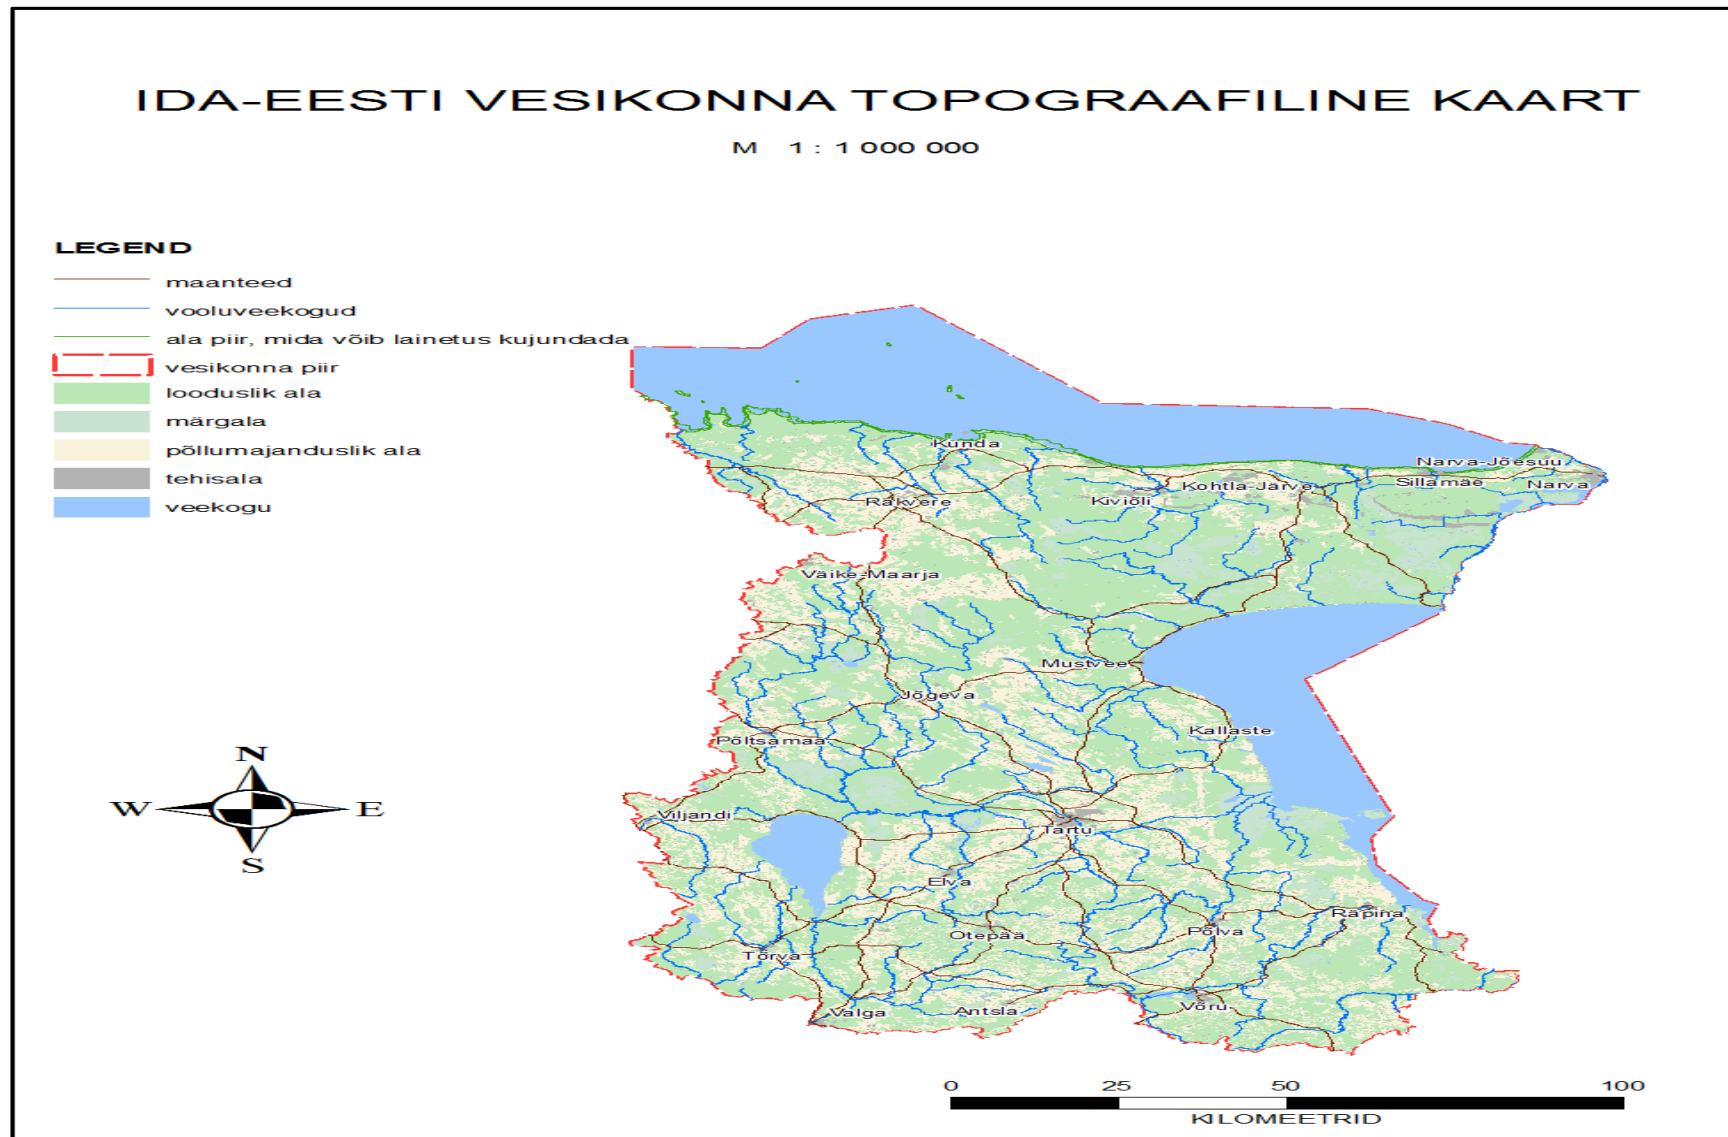 IDA-EESTI VESIKONNA TOPOGRAAFILINE KAART
M 1 : 1 000 000
LEGEND
maanteed
vooluveekogud
ala piir, mida võib lainetus kujundada
vesikonna piir
looduslik ala
märgala
põllumajanduslik ala
tehisala
veekogu
Kunda
Narva-Jõesuu
Sillamäe
Narva
Kohtla-Järve
Kiviõli
Rakvere
Väike-Maarja
Mustvee
Jõgeva
Kallaste
Põltsamaa
Viljandi
Tartu
Elva
Räpina
Põlva
Otepää
Tõrva
Võru
Antsla
Valga
N
W
E
S
0 25 50 100
KILOMEETRID